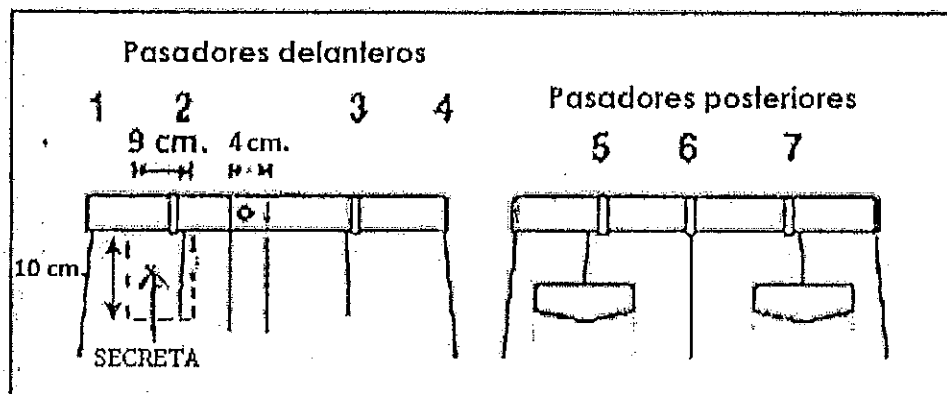 Pasadores delanteros
1 2 3 4
9 cm. 4 cm.
10 cm.
SECRETA
Pasadores posteriores
5 6 7